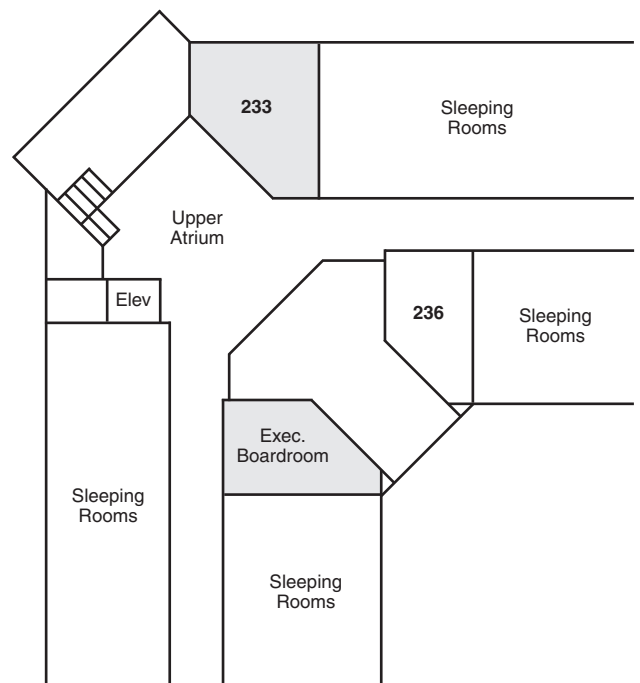 233
Sleeping
Rooms
Upper
Atrium
Elev
236
Sleeping
Rooms
Exec.
Boardroom
Sleeping
Rooms
Sleeping
Rooms